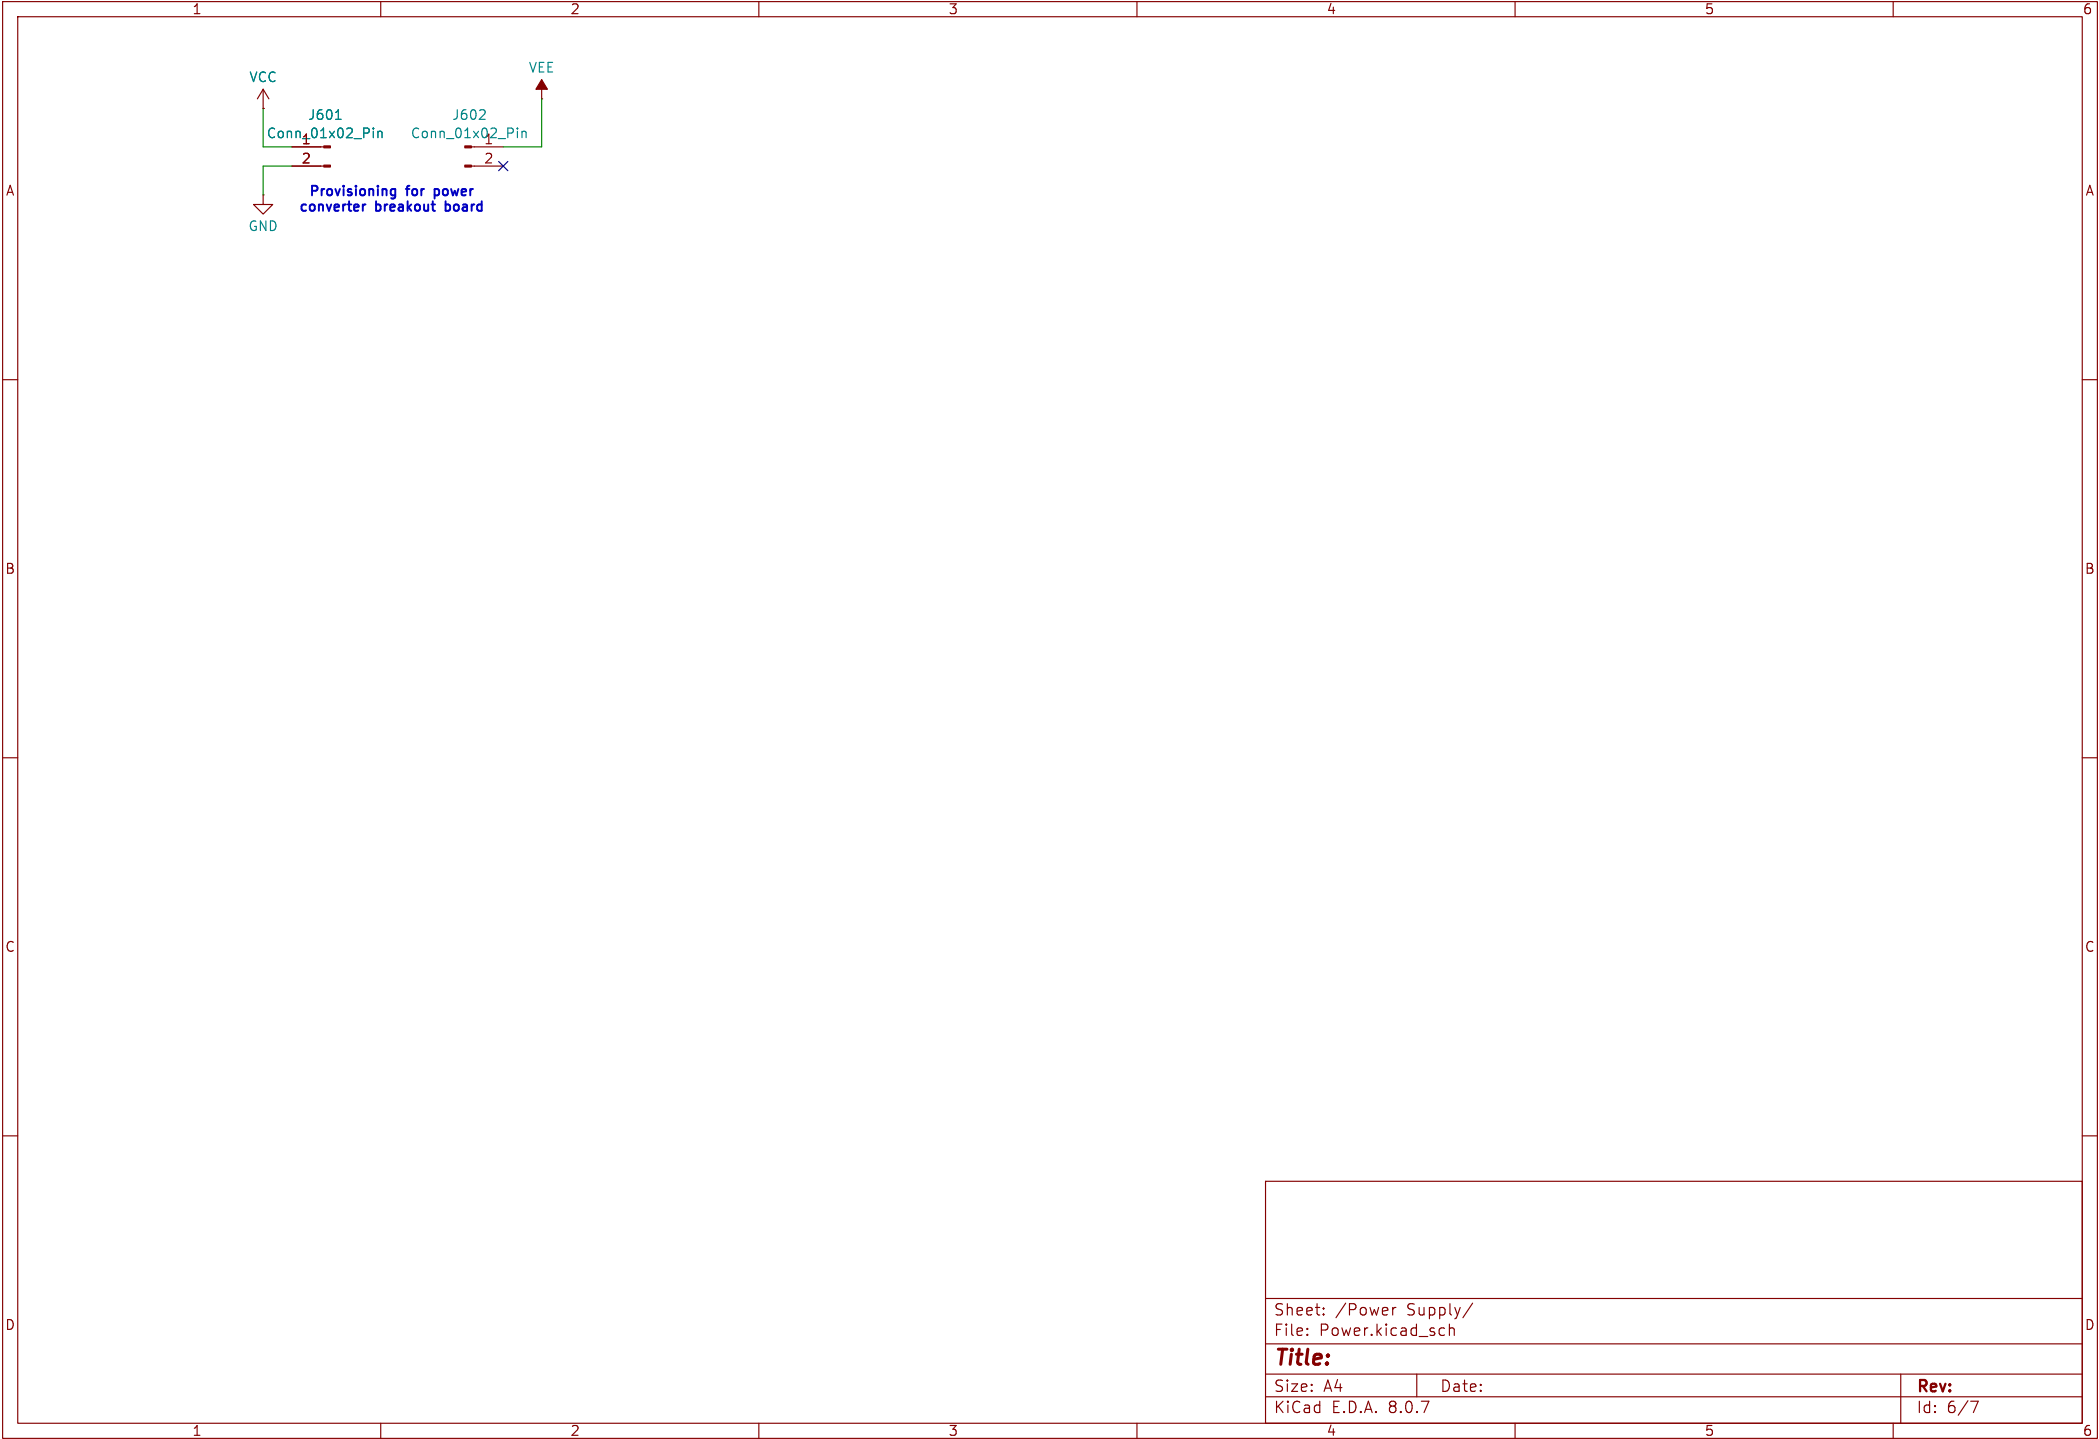 1 2 3 4 5 6
VEE
VCC
J601 J602
Conn_01x02_Pin Conn_01x02_Pin
1 1
2 2
A Provisioning for power A
converter breakout board
GND
B B
C C
Sheet: /Power Supply/
D File: Power.kicad_sch D
Title:
Size: A4 Date: Rev:
KiCad E.D.A. 8.0.7 Id: 6/7
1 2 3 4 5 6